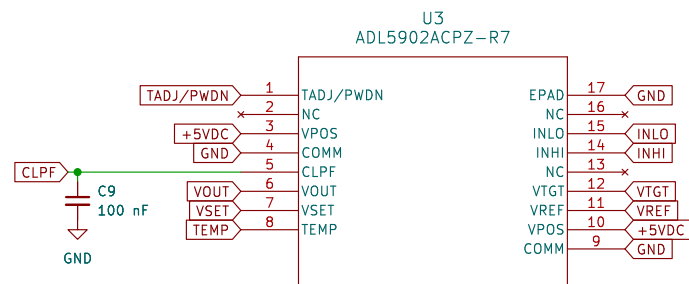 U3
ADL5902ACPZ-R7
TADJ/PWDN 1 TADJ/PWDN EPAD 17 GND
2 NC NC 16
+5VDC 3 VPOS INLO 15 INLO
GND 4 COMM INHI 14 INHI
CLPF 5 CLPF NC 13
VOUT 6 VOUT VTGT 12 VTGT
C9
100 nF
VSET 7 VSET VREF 11 VREF
TEMP 8 TEMP VPOS 10 +5VDC
COMM 9 GND
GND